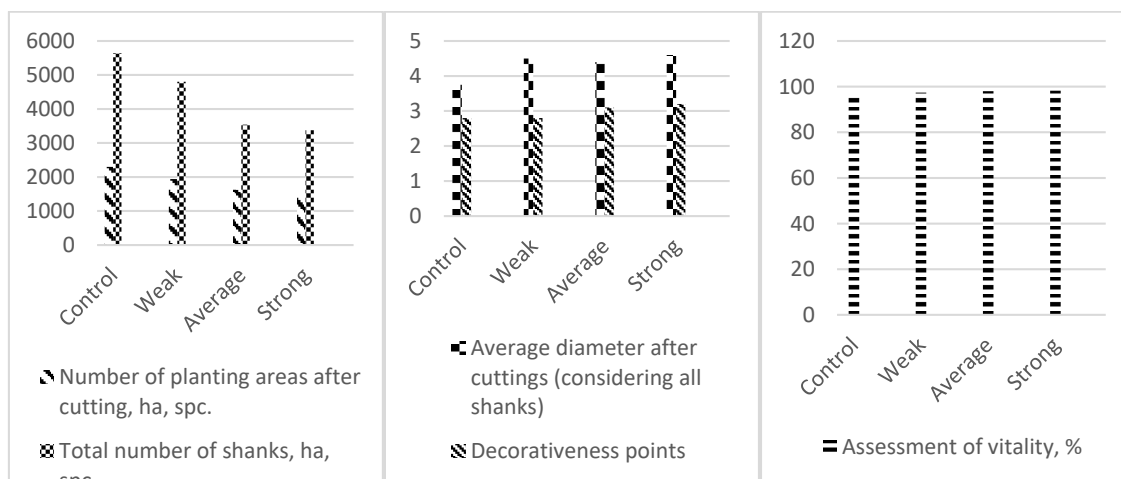 6000
5000
4000
3000
2000
1000
0
Control
Weak
Average
Strong
Number of planting areas after
cutting, ha, spc.
Total number of shanks, ha,
spc.
5
4
3
2
1
0
Control
Weak
Average
Strong
Average diameter after
cuttings (considering all
shanks)
Decorativeness points
120
100
80
60
40
20
0
Control
Weak
Average
Strong
Assessment of vitality, %